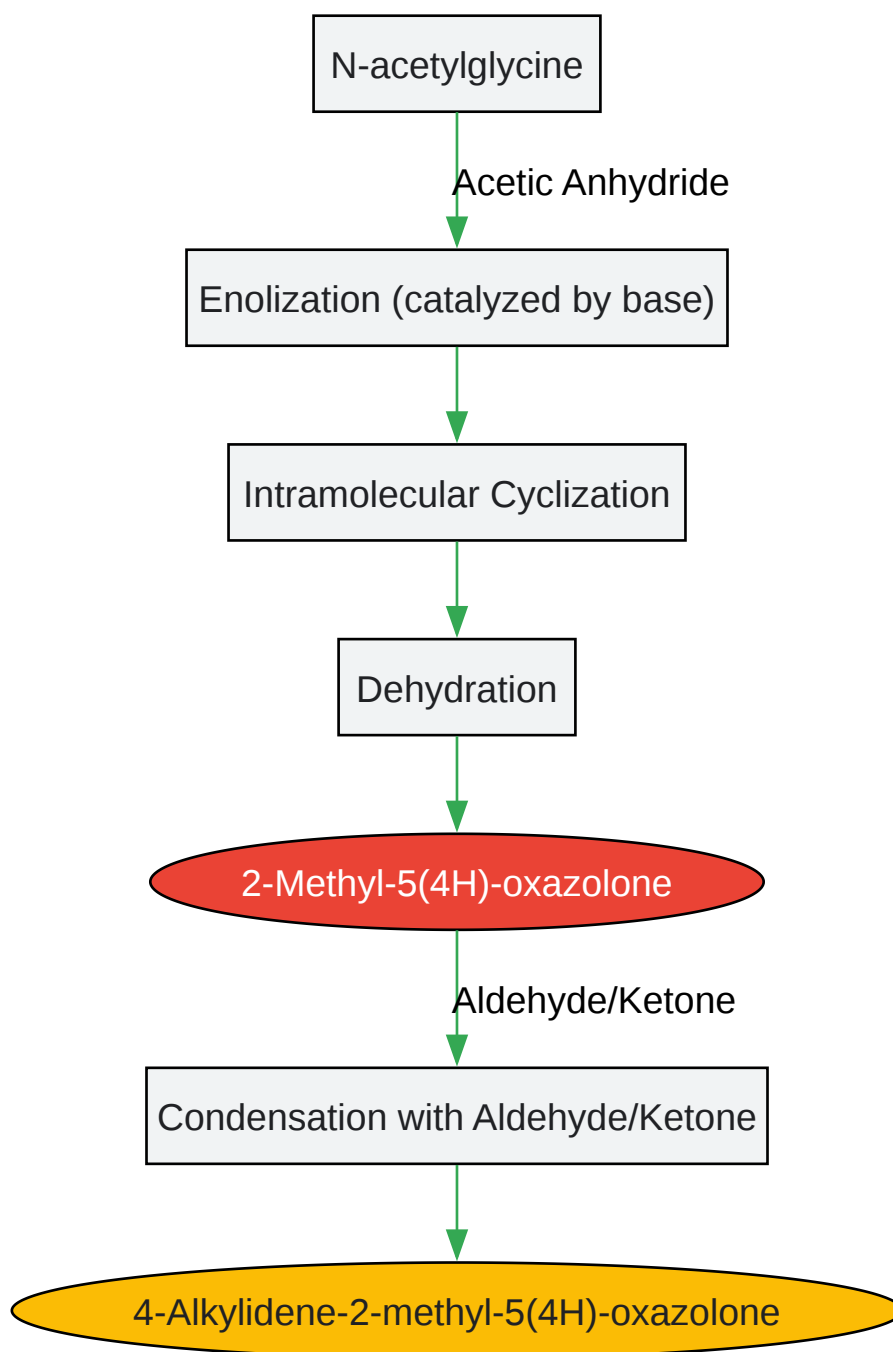 N-acetylglycine
Acetic Anhydride
Enolization (catalyzed by base)
Intramolecular Cyclization
Dehydration
2-Methyl-5(4H)-oxazolone
Aldehyde/Ketone
Condensation with Aldehyde/Ketone
4-Alkylidene-2-methyl-5(4H)-oxazolone